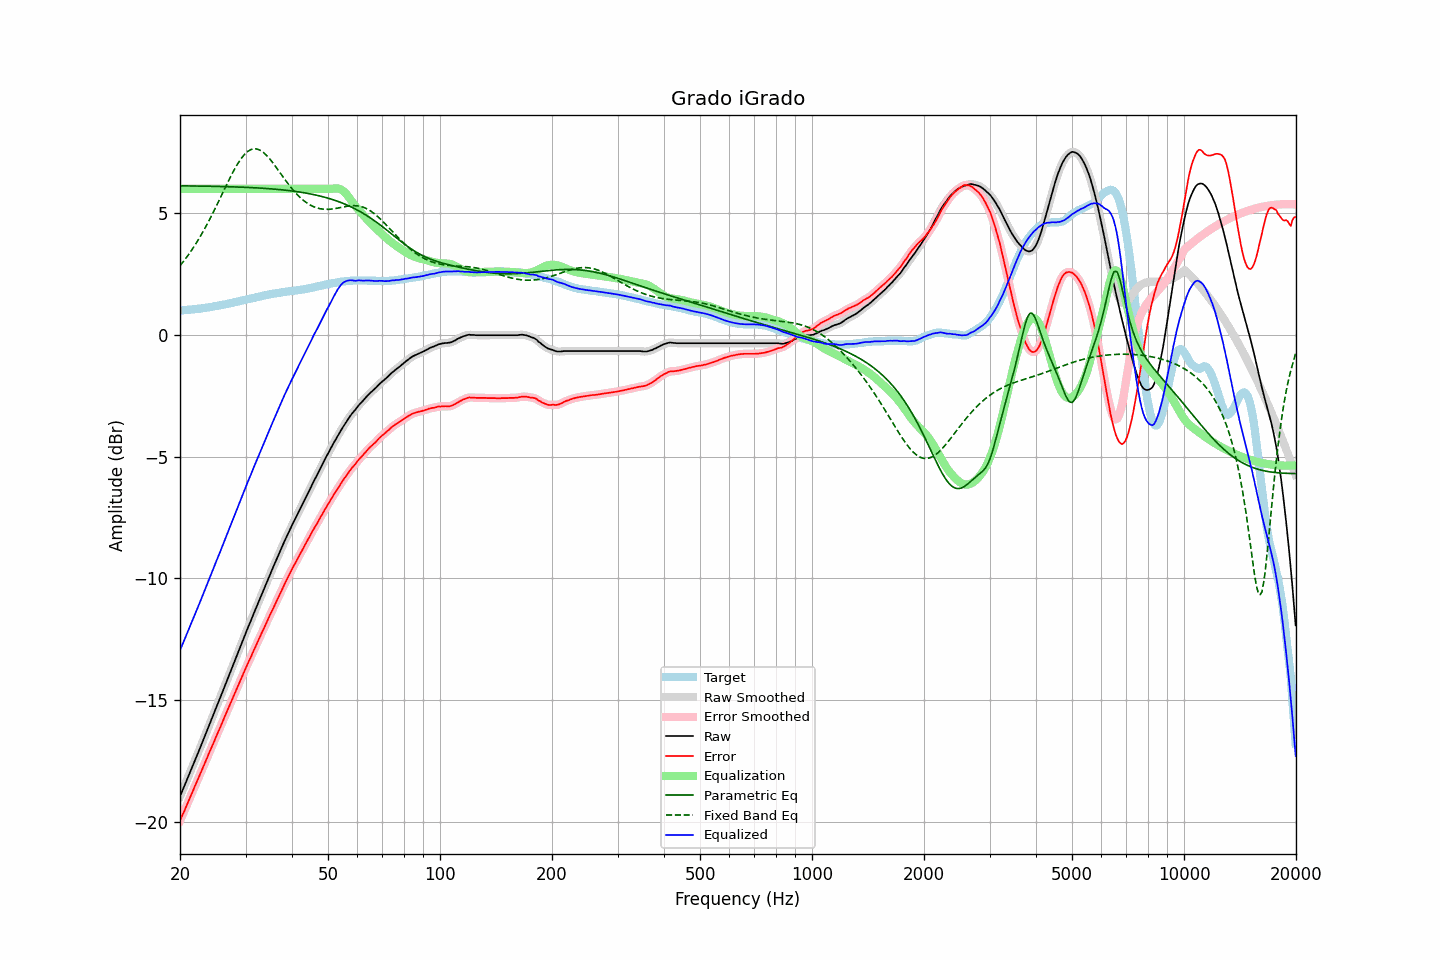 Grado iGrado
Amplitude (dBr)
5
0
−5
−10
−15
−20
Target
Raw Smoothed
Error Smoothed
Raw
Error
Equalization
Parametric Eq
Fixed Band Eq
Equalized
20 50 100 200 500 1000 2000 5000 10000 20000
Frequency (Hz)